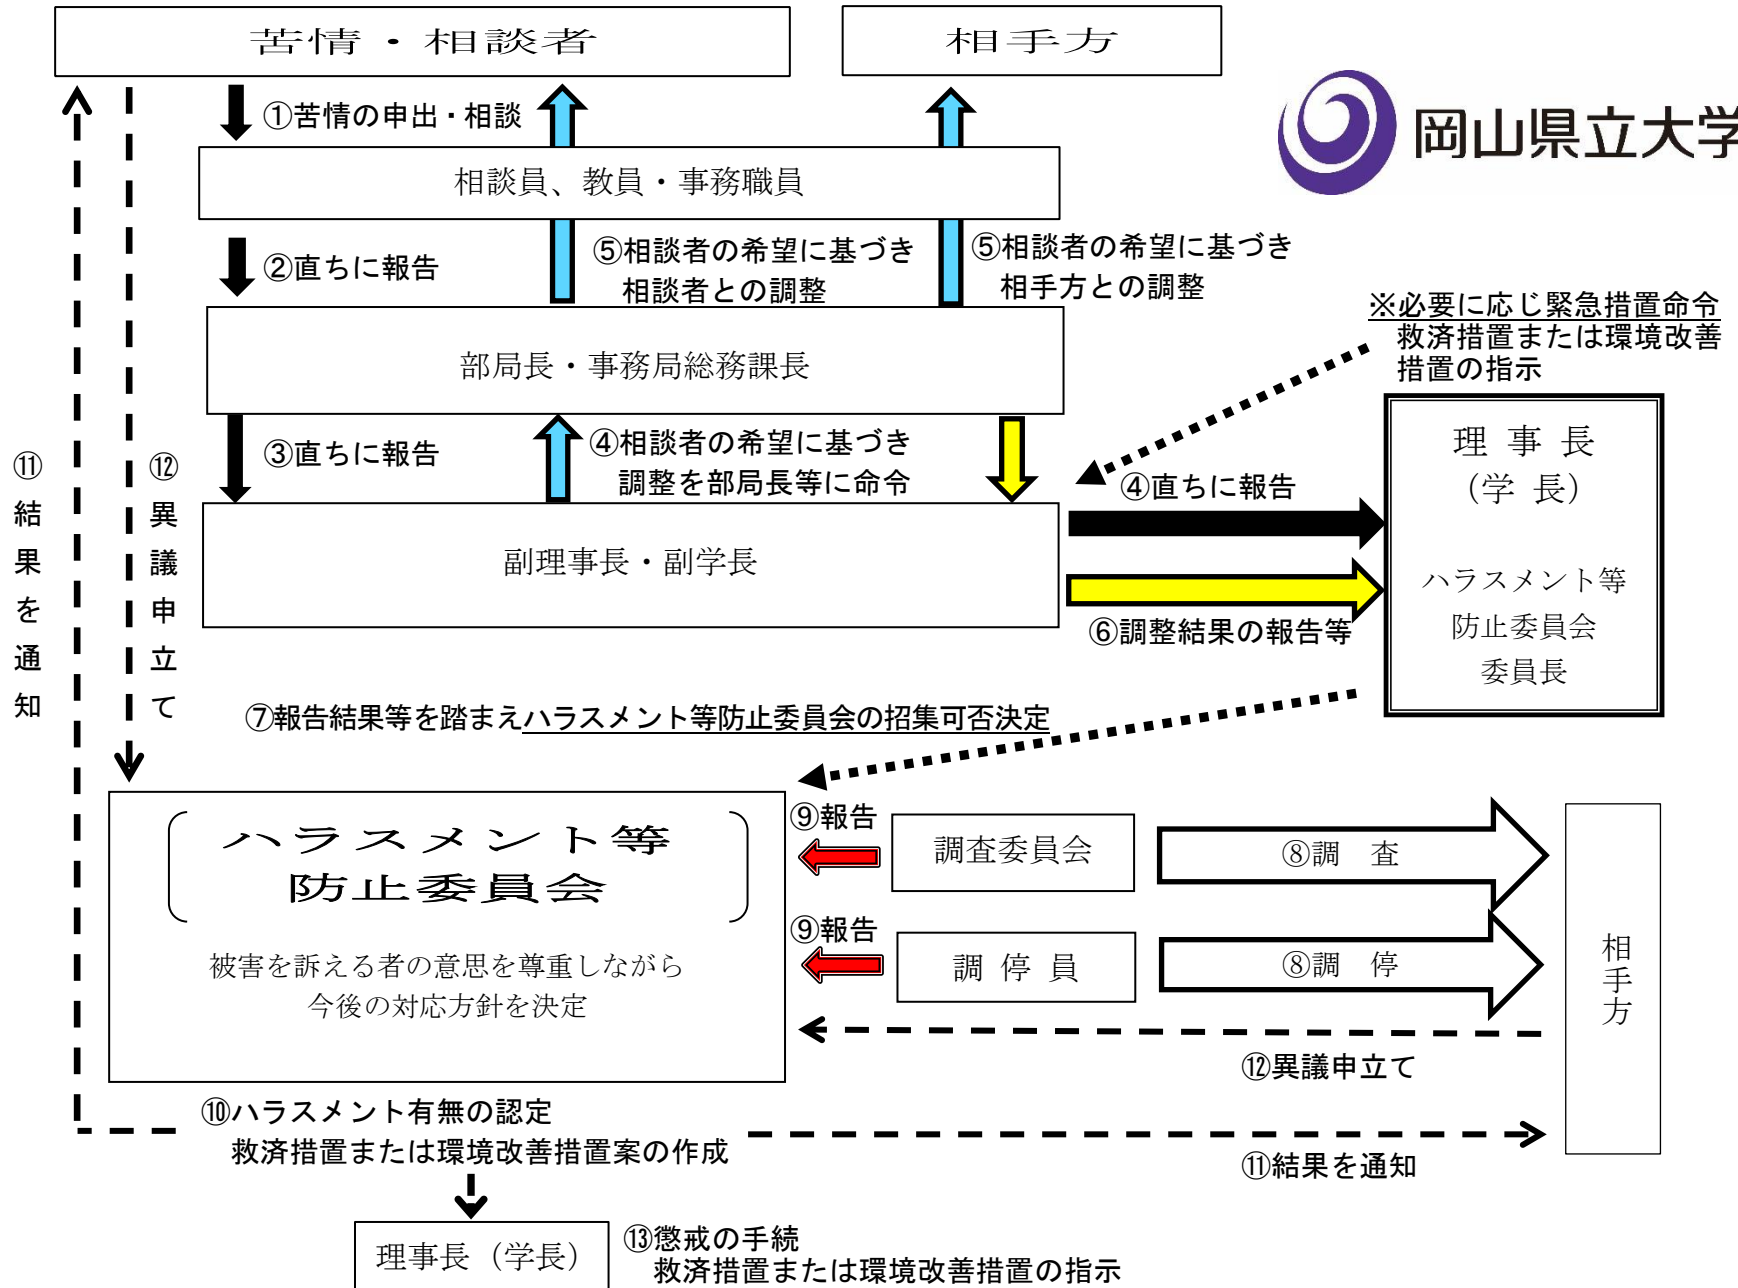 苦情・相談者
相手方
岡山県立大学
①苦情の申出・相談
相談員、教員・事務職員
②直ちに報告
⑤相談者の希望に基づき
相談者との調整
⑤相談者の希望に基づき
相手方との調整
※必要に応じ緊急措置命令
救済措置または環境改善
措置の指示
部局長・事務局総務課長
③直ちに報告
④相談者の希望に基づき
調整を部局長等に命令
④直ちに報告
理事長
（学長）
ハラスメント等
防止委員会
委員長
副理事長・副学長
⑥調整結果の報告等
⑪結果を通知
⑫異議申立て
⑦報告結果等を踏まえハラスメント等防止委員会の招集可否決定
ハラスメント等
防止委員会
被害を訴える者の意思を尊重しながら
今後の対応方針を決定
⑨報告
調査委員会
⑧調　査
⑨報告
調停員
⑧調　停
相手方
⑫異議申立て
⑩ハラスメント有無の認定
救済措置または環境改善措置案の作成
⑪結果を通知
理事長（学長）
⑬懲戒の手続
救済措置または環境改善措置の指示